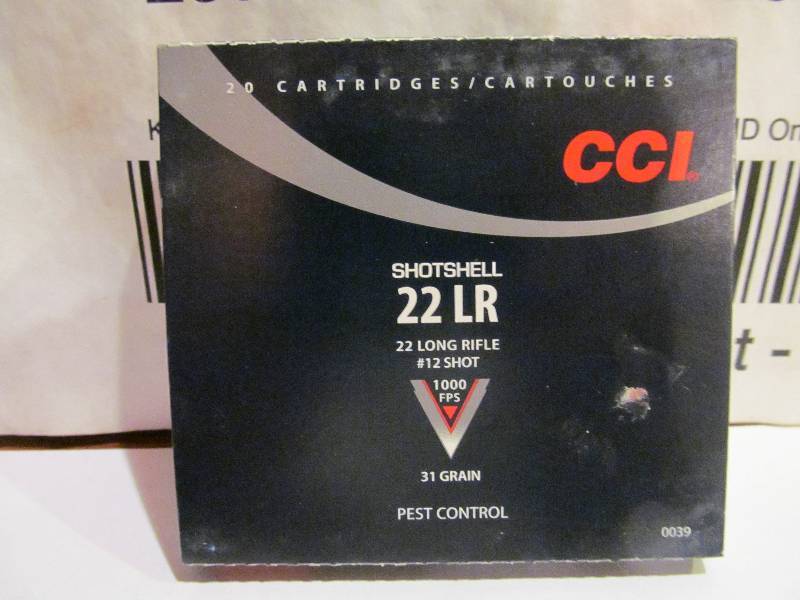 20 CARTRIDGES/CARTOUCHES
CCI
SHOTSHELL
22 LR
22 LONG RIFLE
#12 SHOT
1000
FPS
31 GRAIN
PEST CONTROL
0039